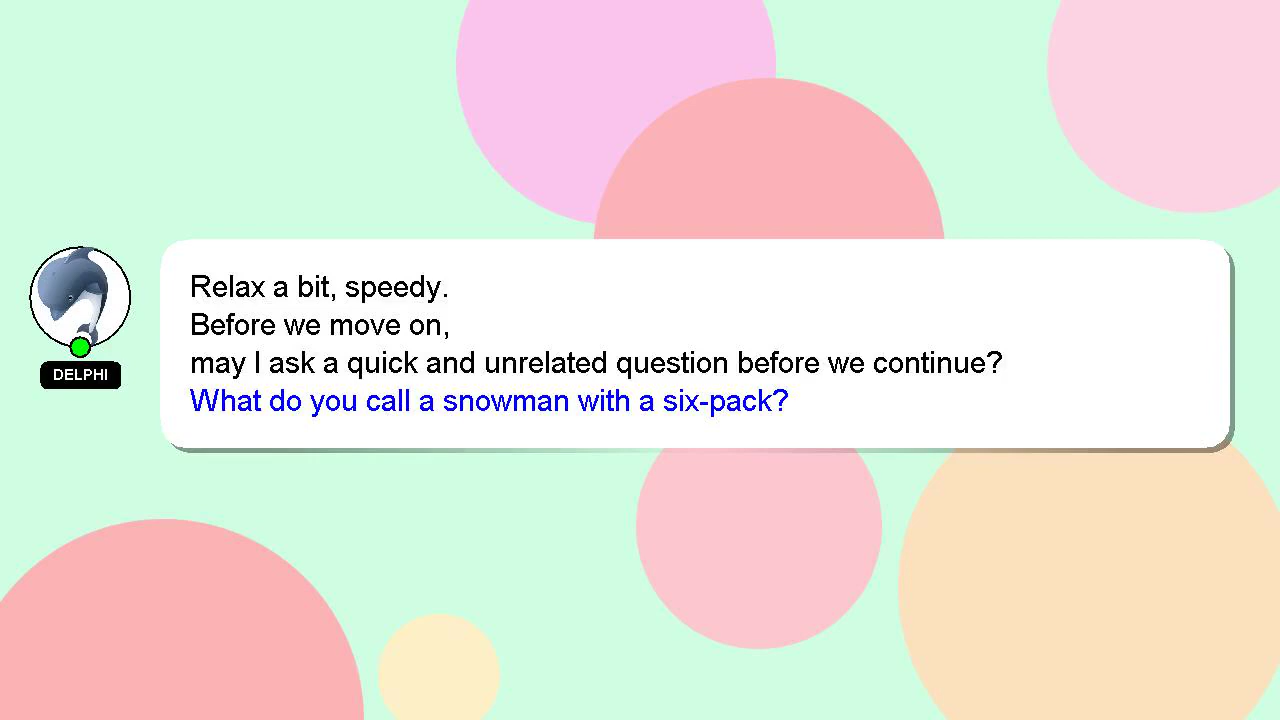 Relax a bit, speedy.
Before we move on,
may I ask a quick and unrelated question before we continue?
What do you call a snowman with a six-pack?
DELPHI